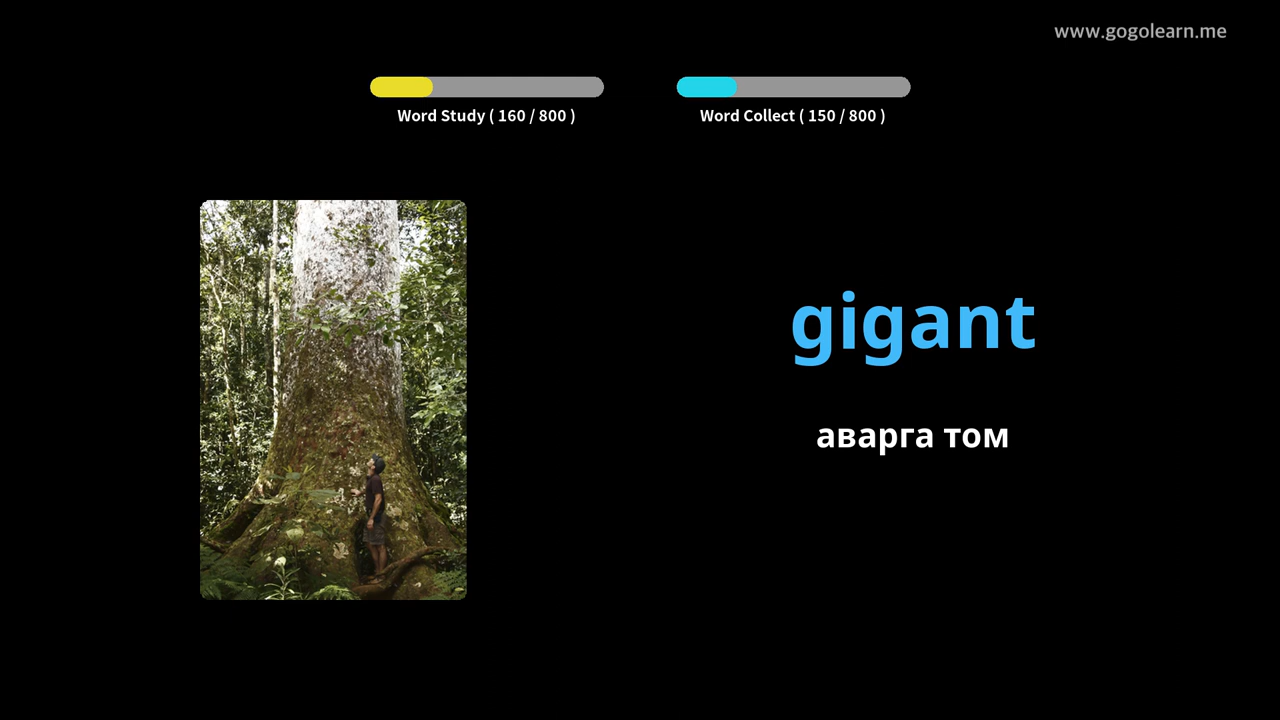 www.gogolearn.me
Word Study ( 160 / 800 )
Word Collect ( 150 / 800 )
gigant
аварга том